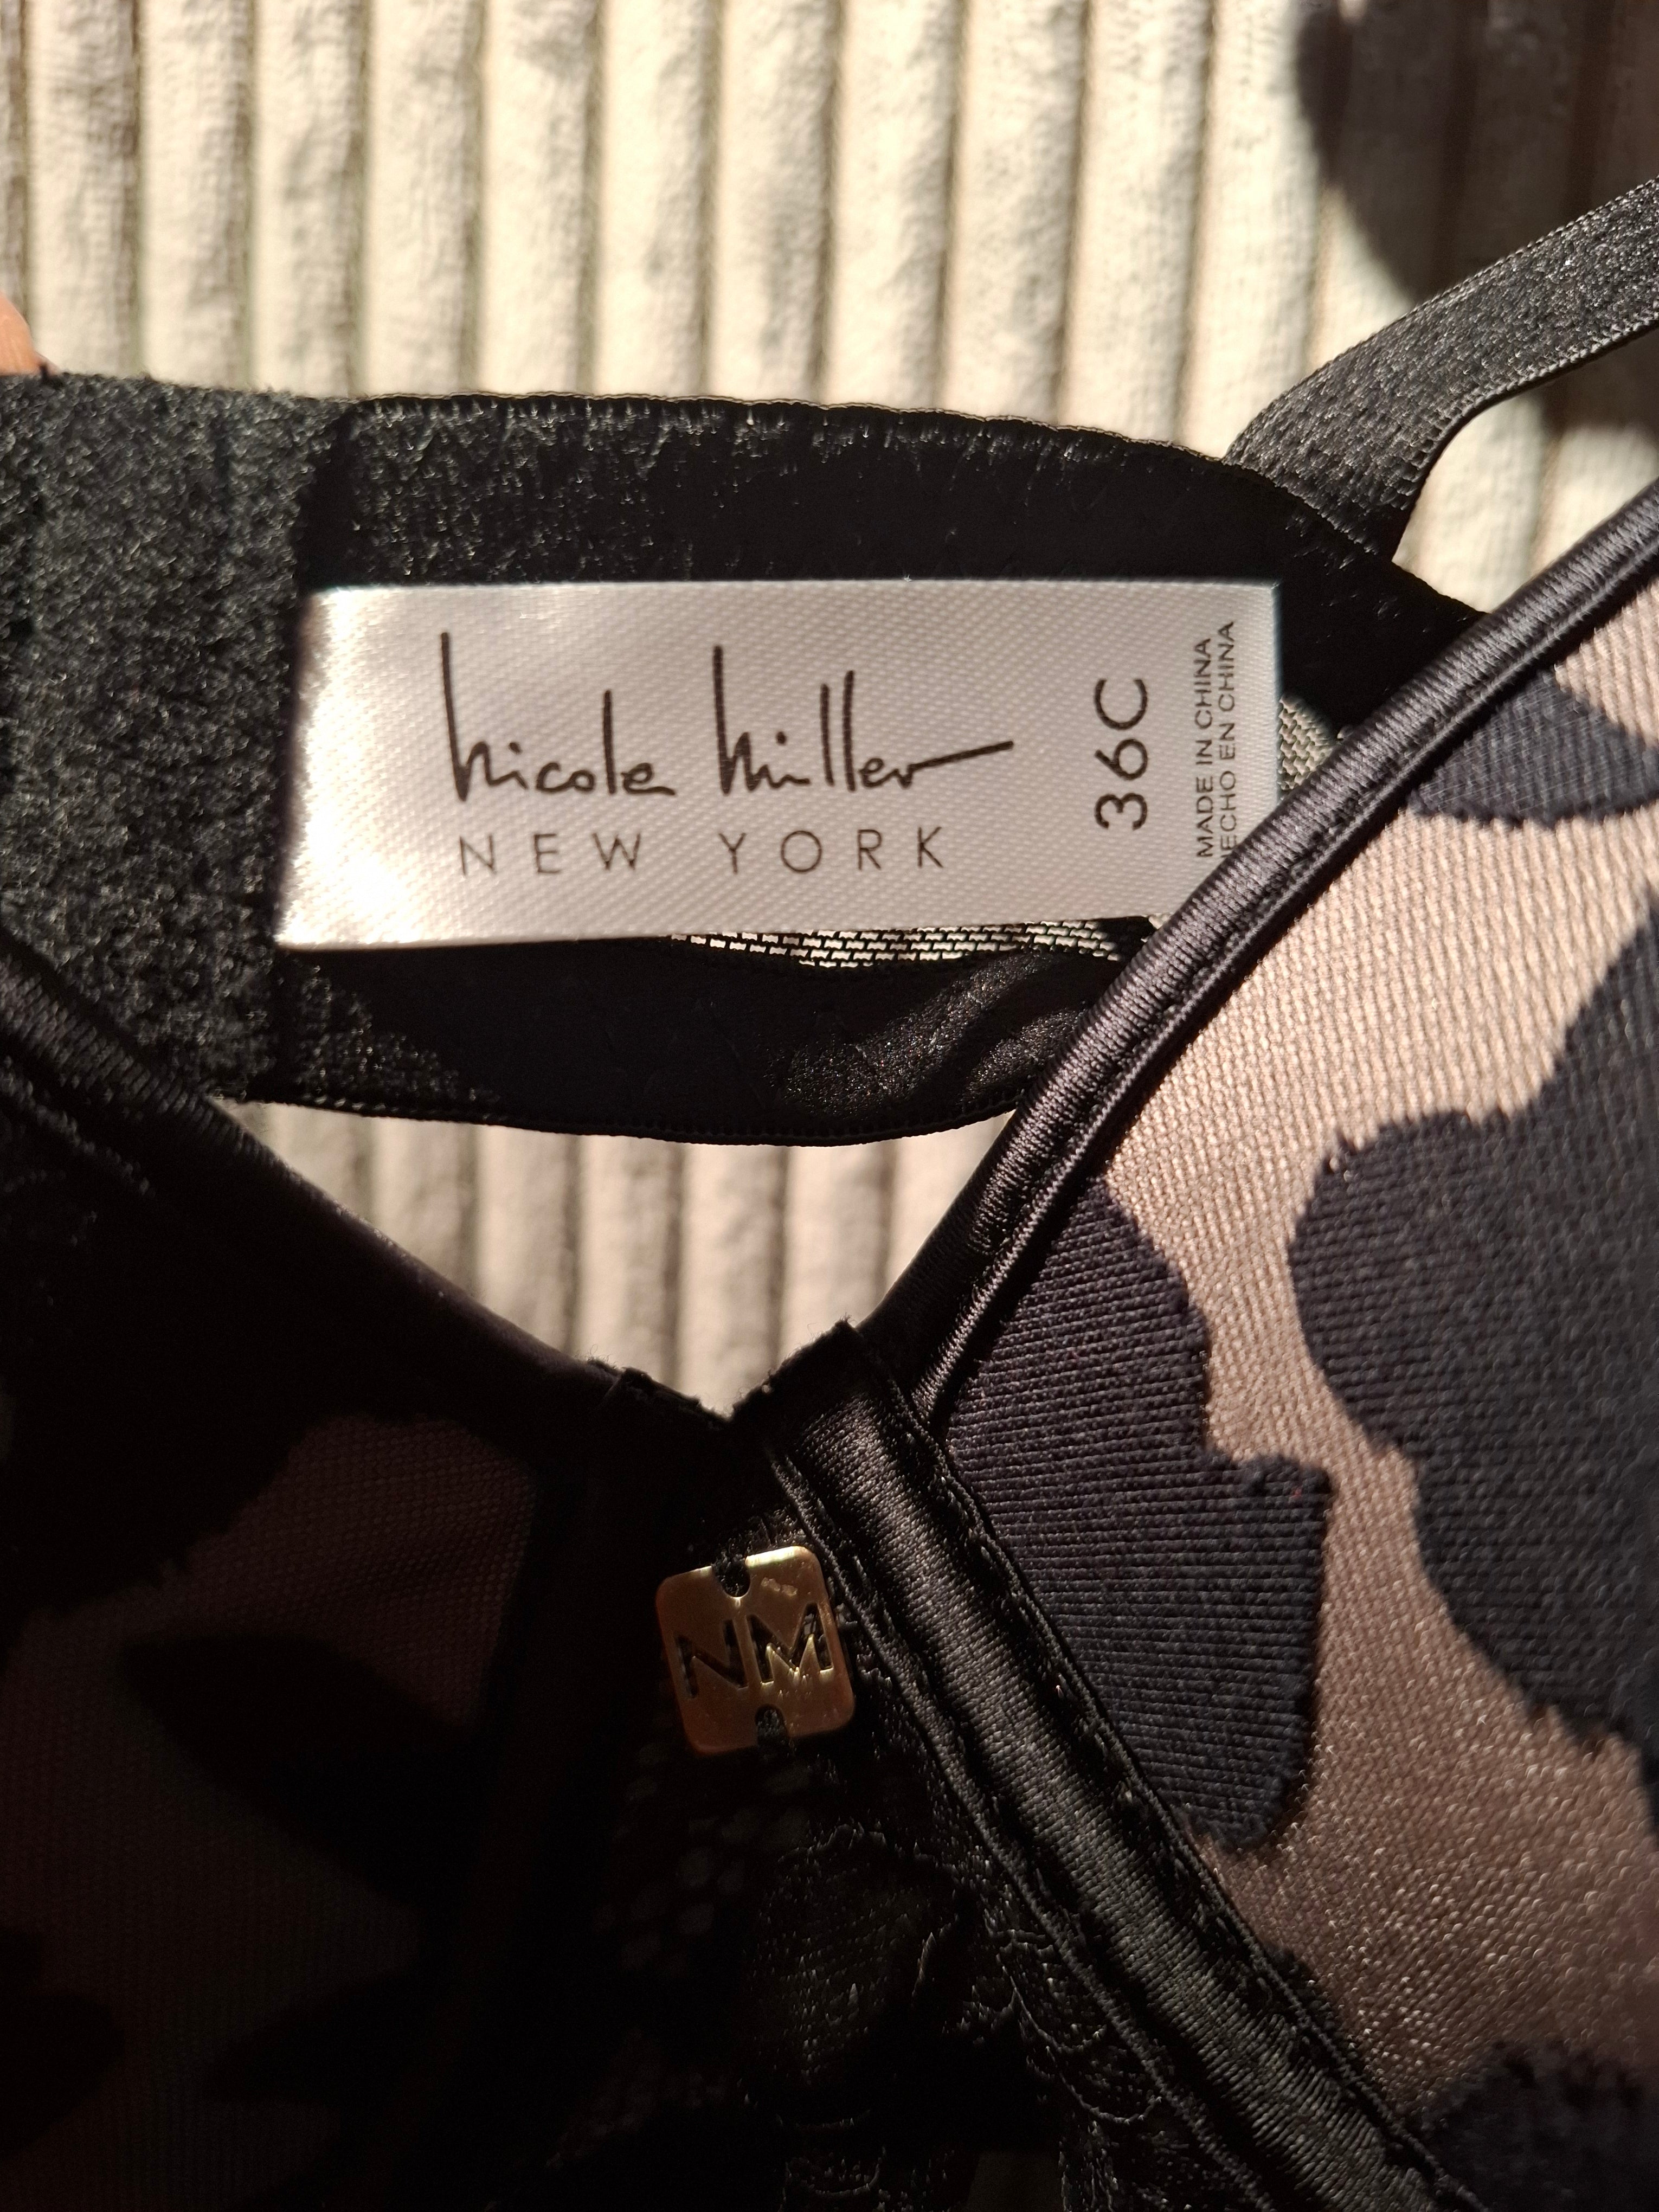 Nicole Miller
NEW YORK
36C
MADE IN CHINA
HECHO EN CHINA
NM